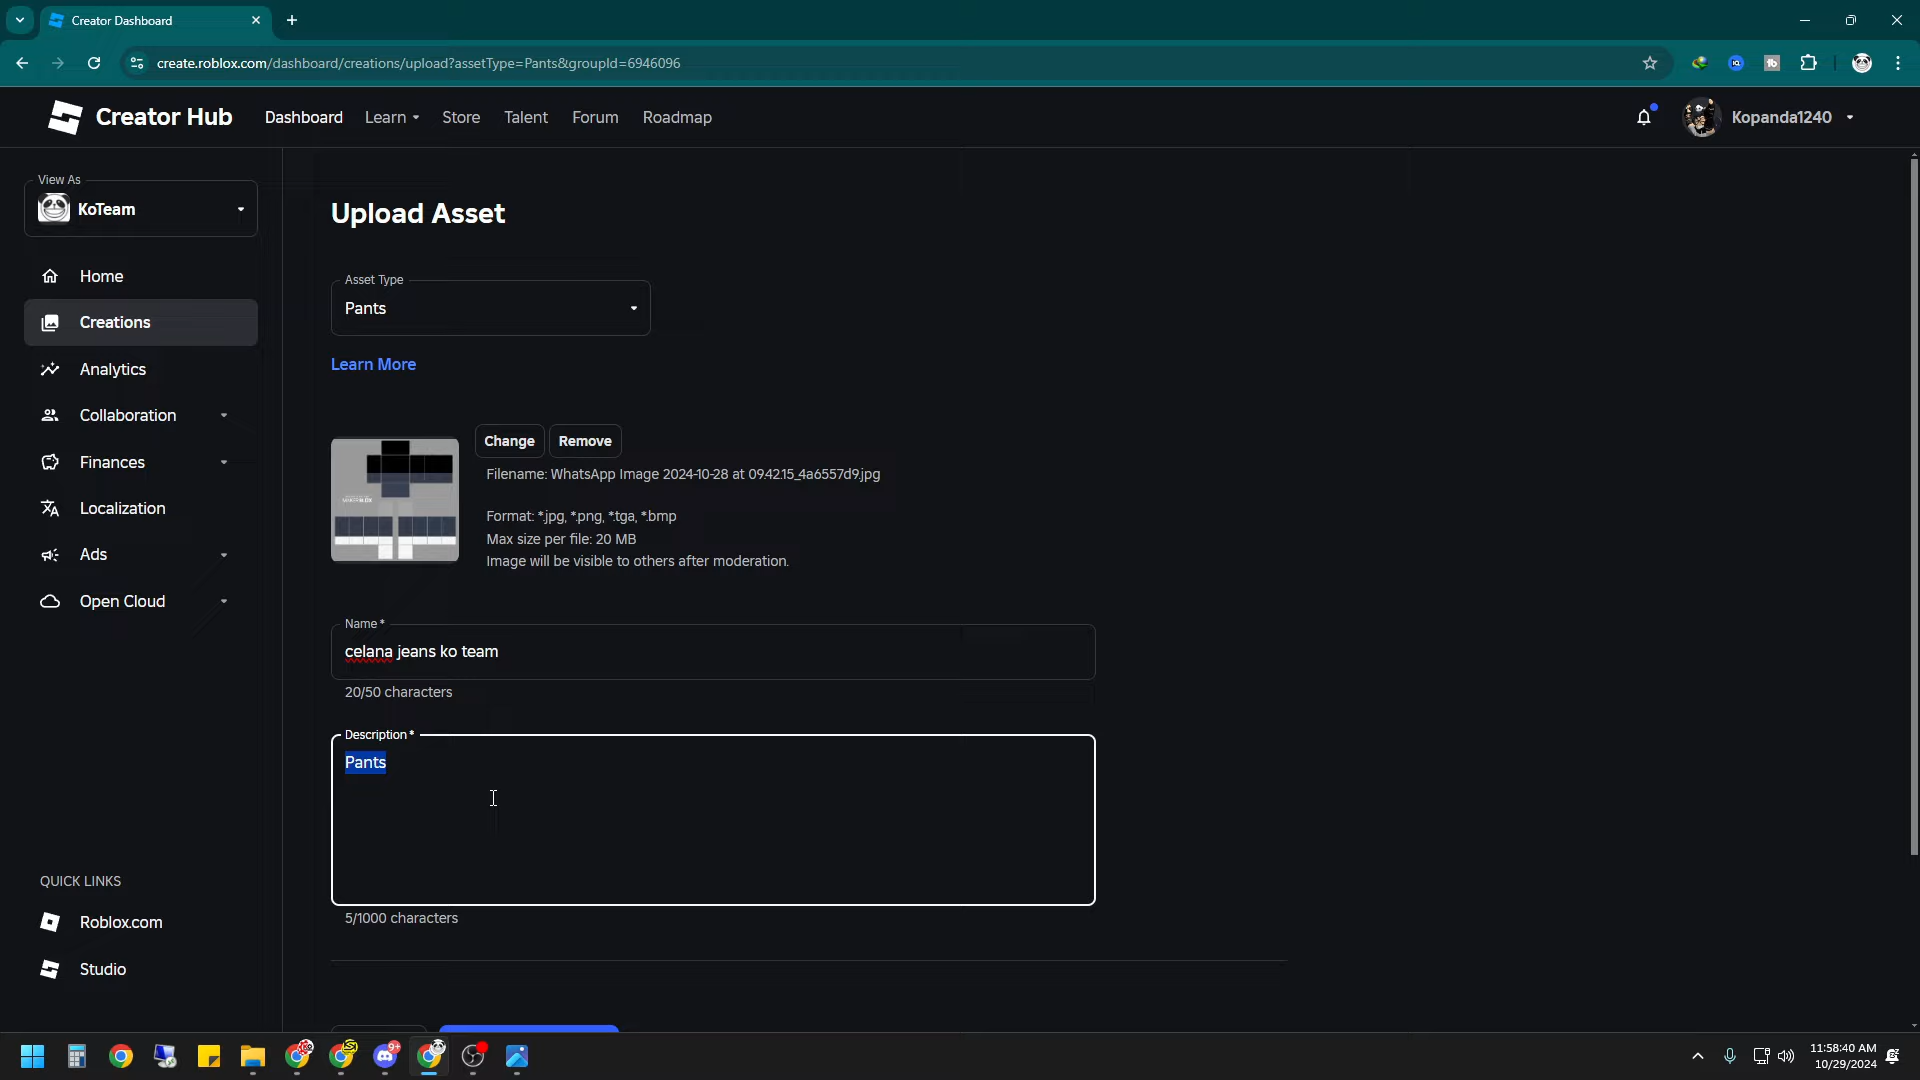 Creator Dashboard
create.roblox.com/dashboard/creations/upload?assetType=Pants&groupId=6946096
Creator Hub
Dashboard
Learn
Store
Talent
Forum
Roadmap
Kopanda1240
View As
KoTeam
Home
Creations
Analytics
Collaboration
Finances
Localization
Ads
Open Cloud
QUICK LINKS
Roblox.com
Studio
Upload Asset
Asset Type
Pants
Learn More
Change
Remove
Filename: WhatsApp Image 2024-10-28 at 09.42.15_4a6557d9.jpg
Format: *.jpg, *.png, *.tga, *.bmp
Max size per file: 20 MB
Image will be visible to others after moderation.
Name*
celana jeans ko team
20/50 characters
Description*
Pants
5/1000 characters
9+
11:58:40 AM
10/29/2024